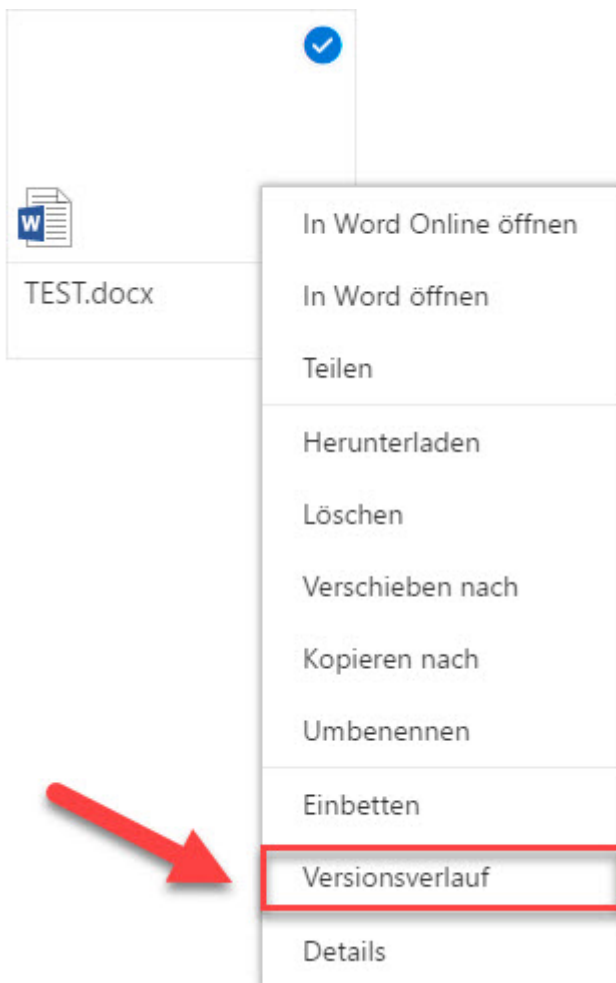 W
TEST.docx
In Word Online öffnen
In Word öffnen
Teilen
Herunterladen
Löschen
Verschieben nach
Kopieren nach
Umbenennen
Einbetten
Versionsverlauf
Details